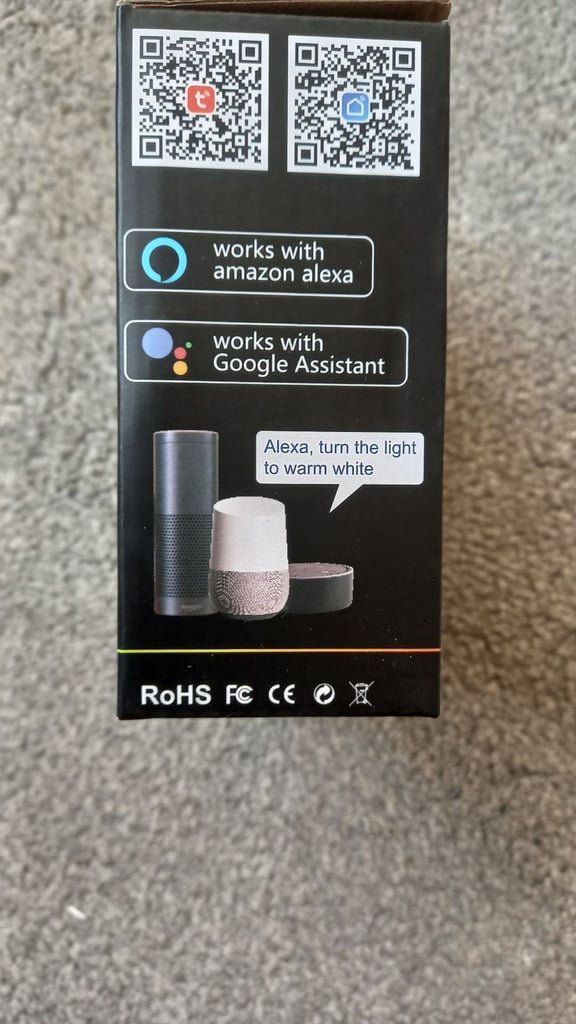 works with
amazon alexa
works with
Google Assistant
Alexa, turn the light
to warm white
RoHS FC CE